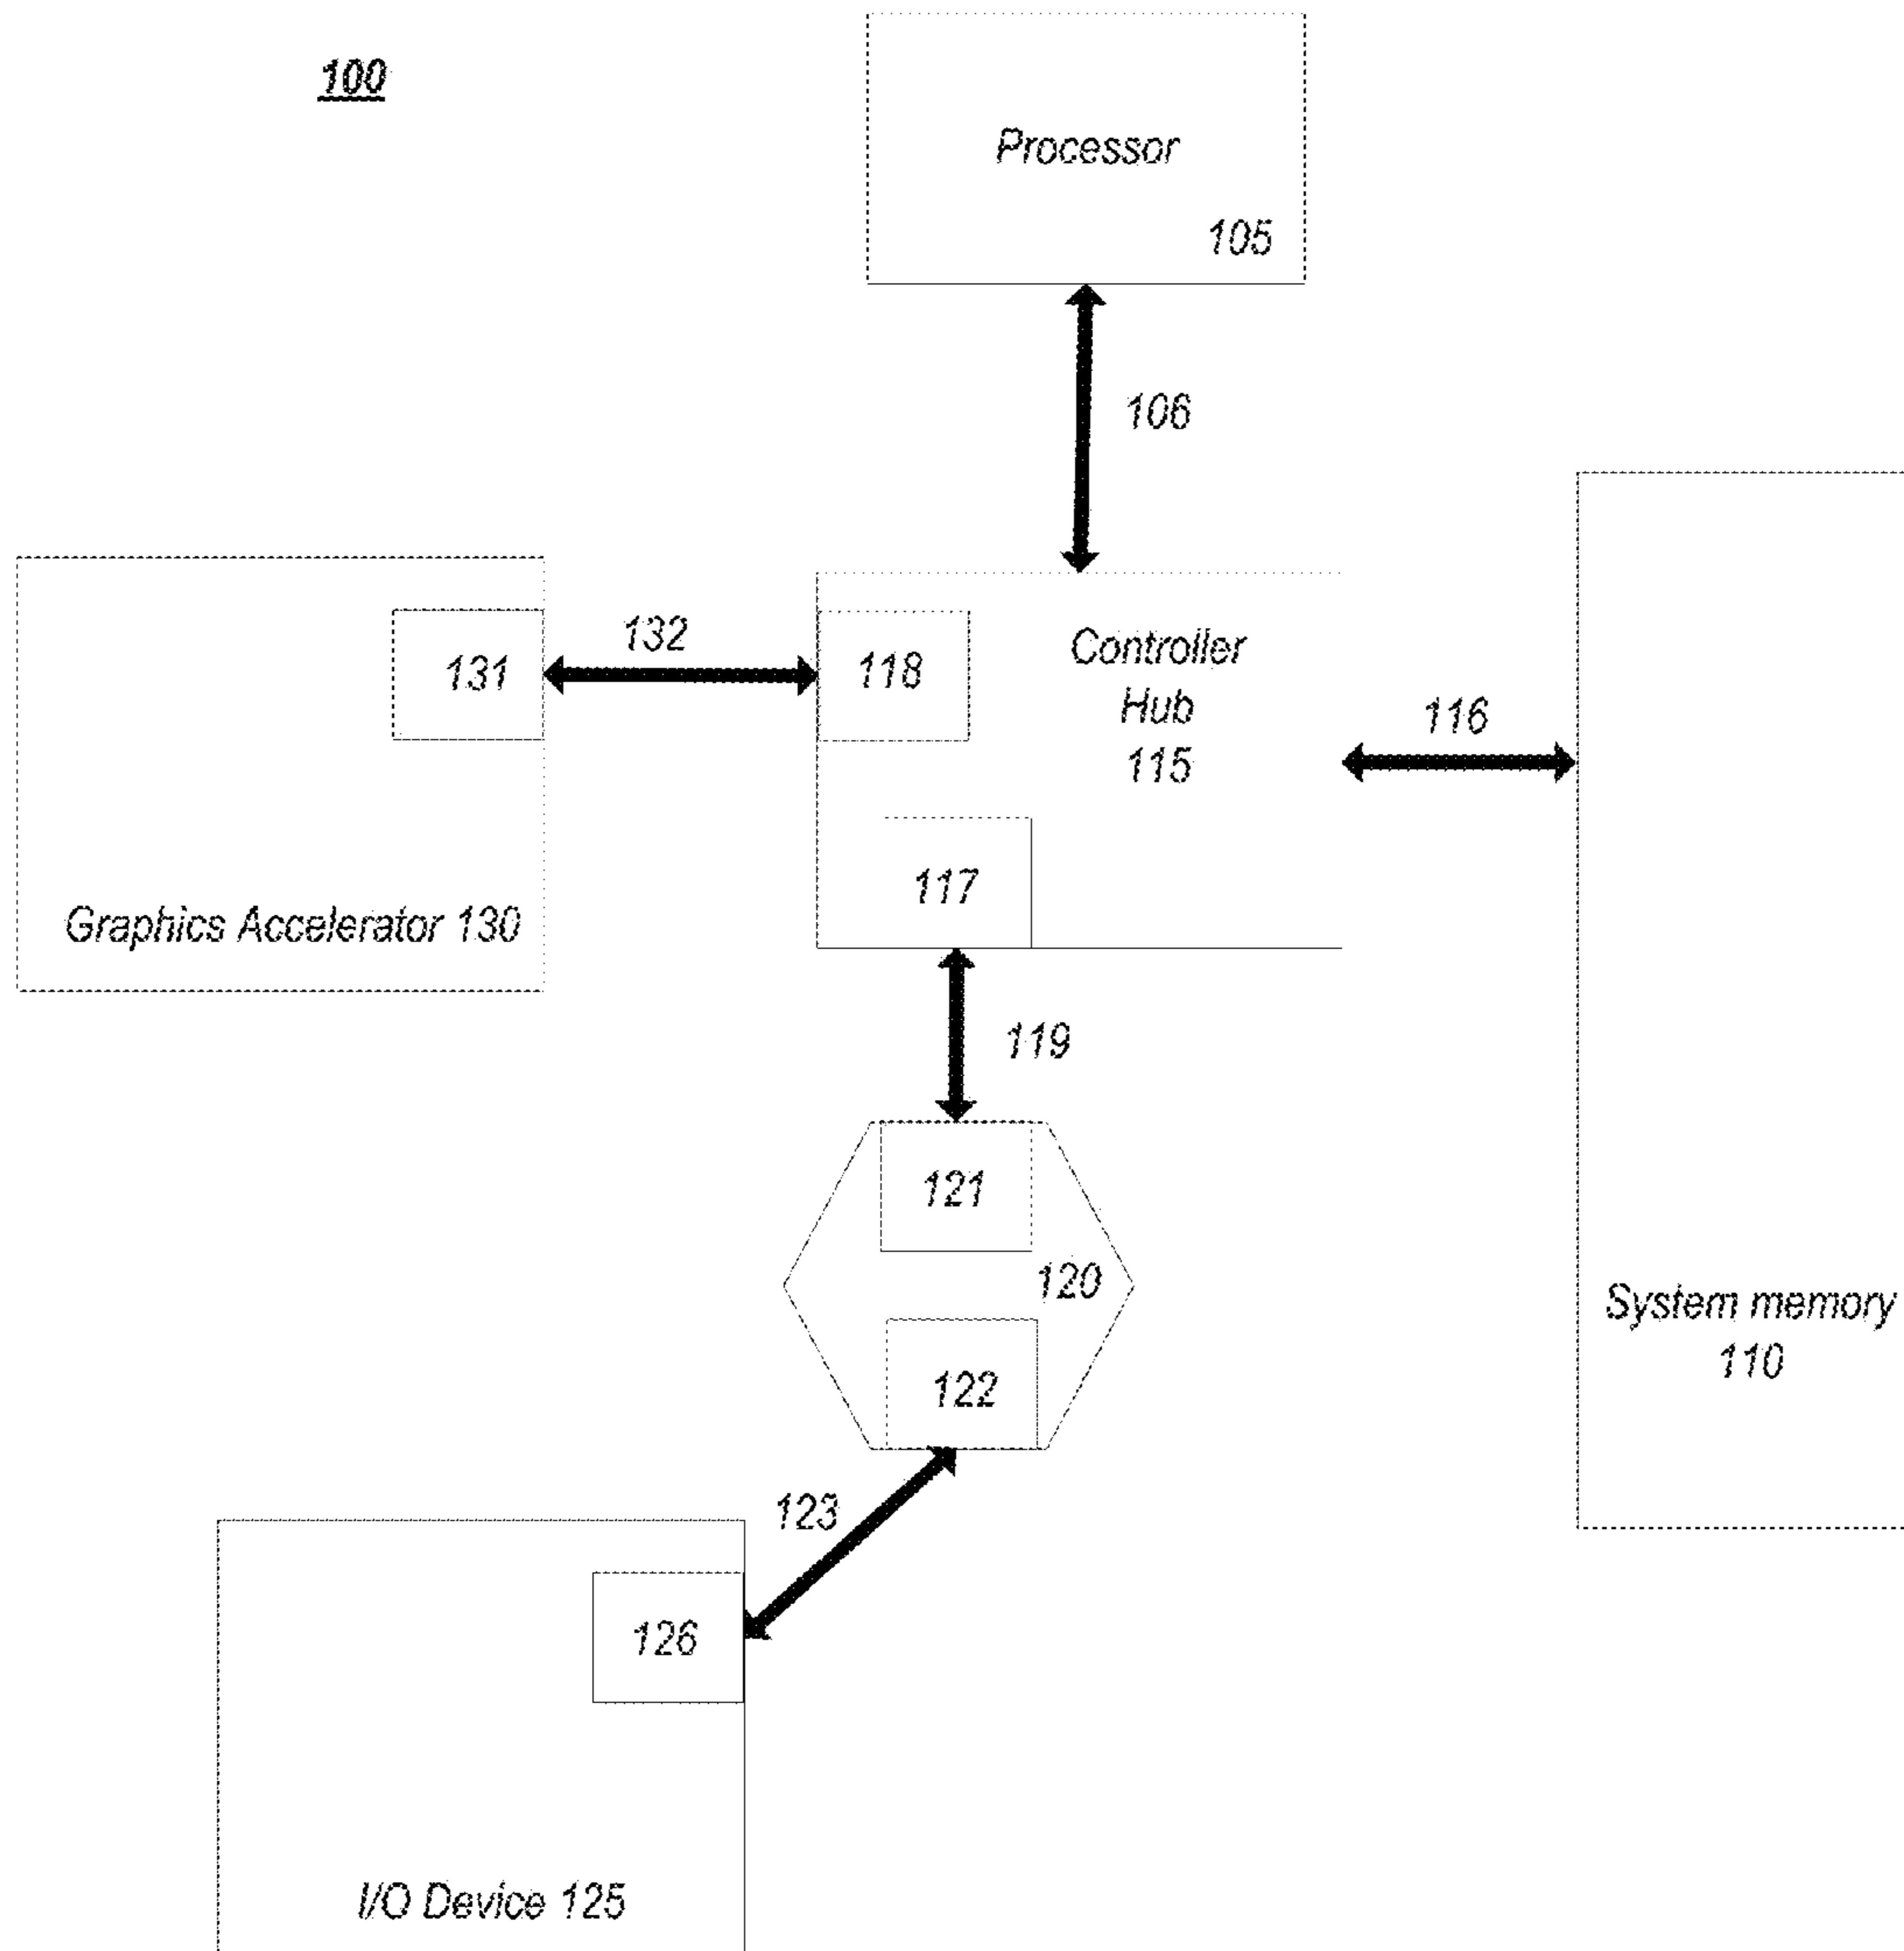 100
Processor
105
106
132
131
118
Controller
Hub
115
116
117
Graphics Accelerator 130
119
121
120
System memory
110
122
123
126
I/O Device 125